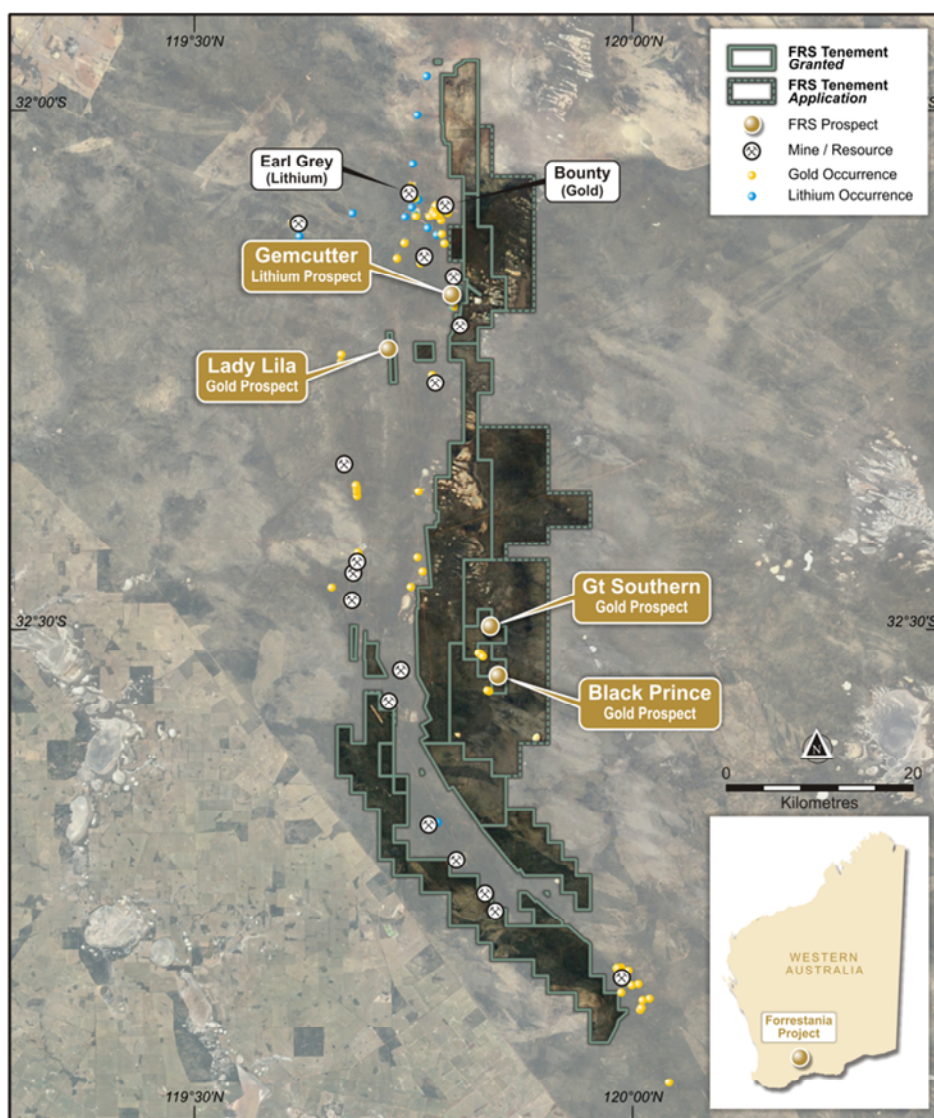 119°30'N
120°00'N
32°00'S
FRS Tenement
Granted
FRS Tenement
Application
FRS Prospect
Mine / Resource
Gold Occurrence
Lithium Occurrence
Earl Grey
(Lithium)
Bounty
(Gold)
Gemcutter
Lithium Prospect
Lady Lila
Gold Prospect
Gt Southern
Gold Prospect
32°30'S
32°30'S
Black Prince
Gold Prospect
N
0
20
Kilometres
WESTERN
AUSTRALIA
Forrestania
Project
119°30'N
120°00'N